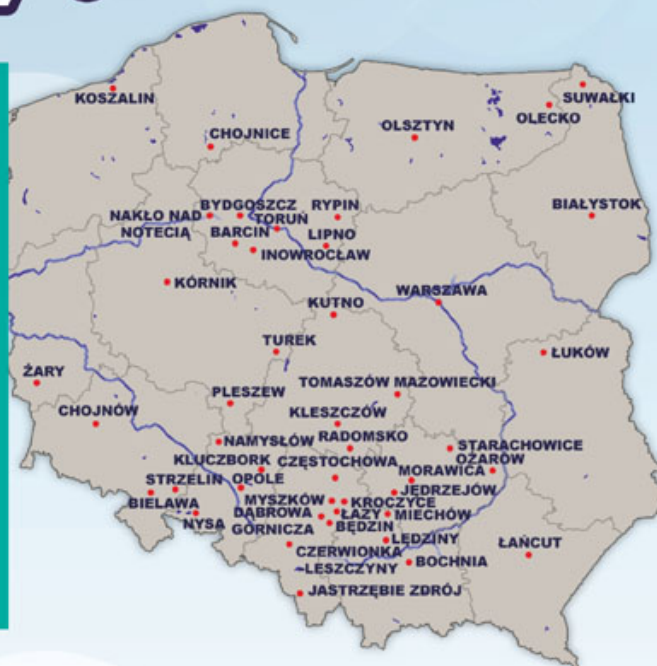 KOSZALIN
SUWAŁKI
OLECKO
CHOJNICE
OLSZTYN
BYDGOSZCZ
RYPIN
BIAŁYSTOK
NAKŁO NAD
NOTECIĄ
TORUŃ
BARCIN
LIPNO
INOWROCŁAW
KÓRNIK
WARSZAWA
KUTNO
TUREK
ŁUKÓW
ŻARY
TOMASZÓW MAZOWIECKI
PLESZEW
CHOJNÓW
KLESZCZÓW
NAMYSŁÓW
RADOMSKO
STARACHOWICE
KLUCZBORK
CZĘSTOCHOWA
OŻARÓW
MORAWICA
STRZELIN
OPOLE
JĘDRZEJÓW
BIELAWA
MYSZKÓW
KROCZYCE
NYSA
DĄBROWA
GÓRNICZA
ŁAZY
MIECHÓW
BĘDZIN
LĘDZINY
ŁAŃCUT
CZERWIONKA
-LESZCZYNY
BOCHNIA
JASTRZĘBIE ZDRÓJ